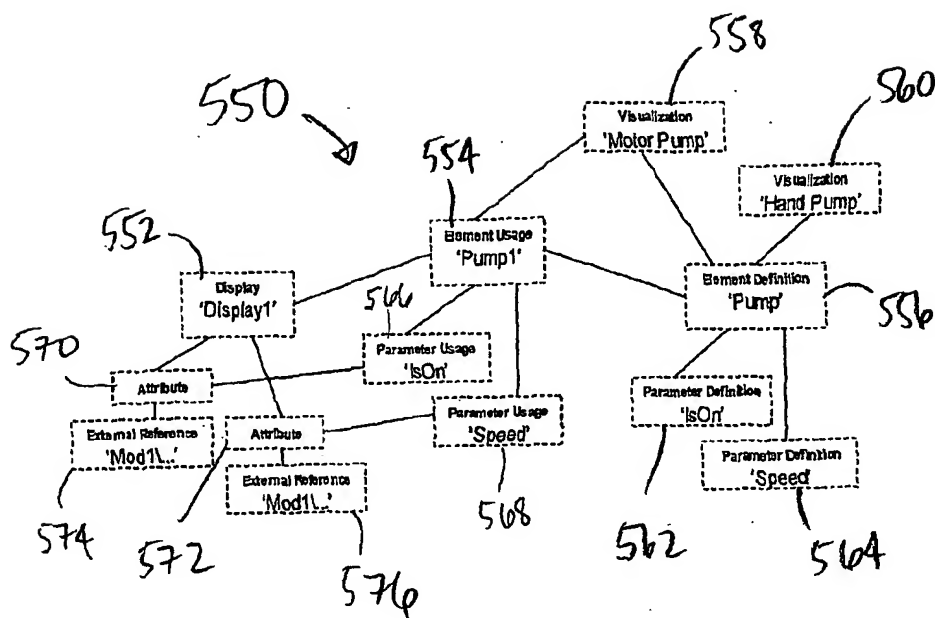 558
550
560
Visualization
'Motor Pump'
554
Visualization
'Hand Pump'
552
Element Usage
'Pump1'
Display
'Display1'
Element Definition
'Pump'
566
556
570
Parameter Usage
'IsOn'
Attribute
Parameter Definition
'IsOn'
External Reference
'Mod1\...'
Attribute
Parameter Usage
'Speed'
Parameter Definition
'Speed'
External Reference
'Mod1\...'
574
572
568
562
564
576